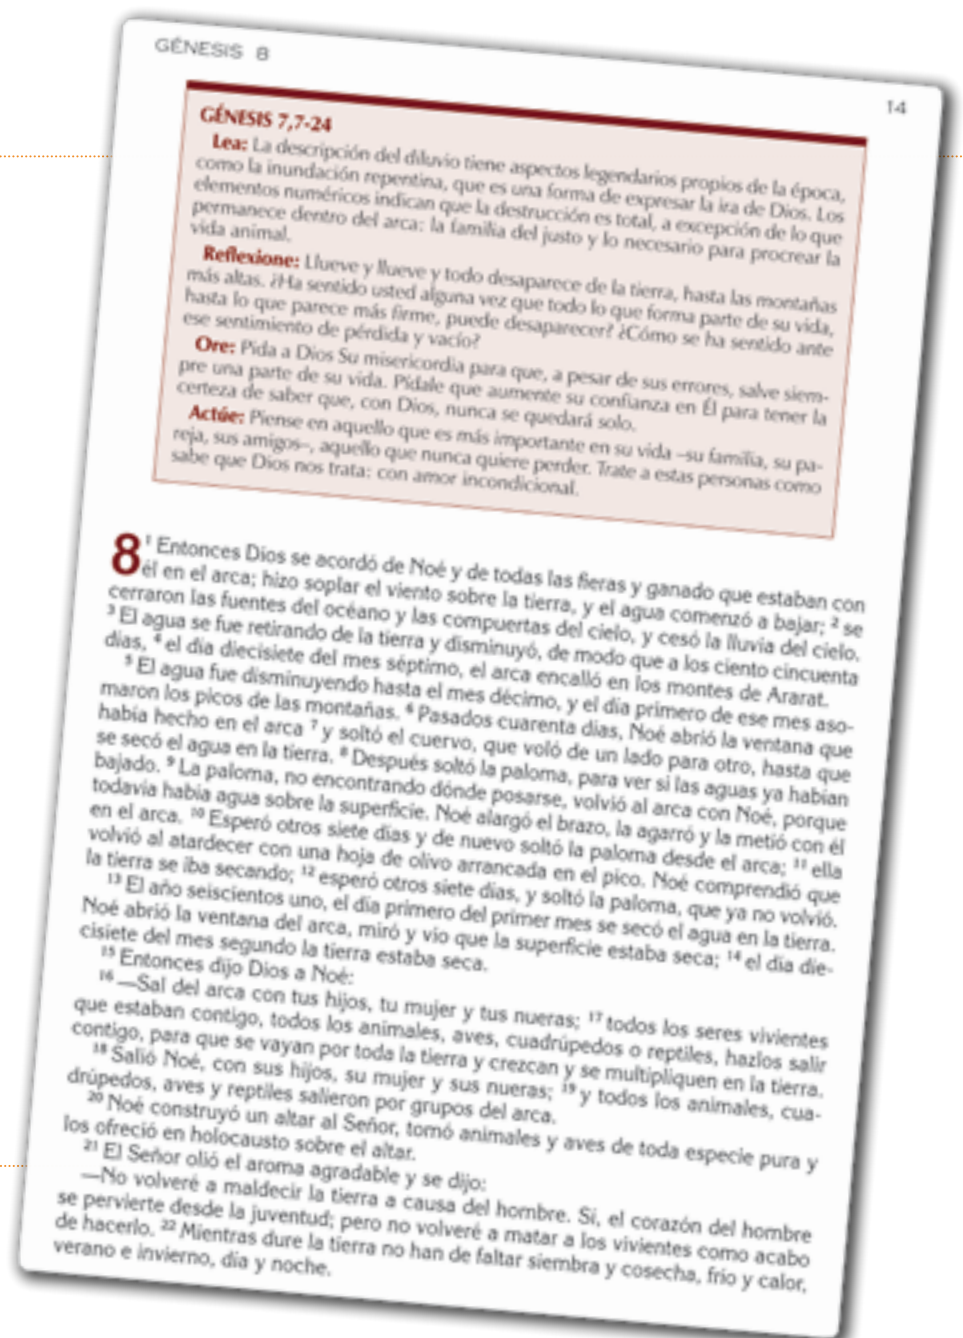 GÉNESIS 8
14
GÉNESIS 7,7-24
Lea: La descripción del diluvio tiene aspectos legendarios propios de la época,
como la inundación repentina, que es una forma de expresar la ira de Dios. Los
elementos numéricos indican que la destrucción es total, a excepción de lo que
permanece dentro del arca: la familia del justo y lo necesario para procrear la
vida animal.
Reflexione: Llueve y llueve y todo desaparece de la tierra, hasta las montañas
más altas. ¿Ha sentido usted alguna vez que todo lo que forma parte de su vida,
hasta lo que parece más firme, puede desaparecer? ¿Cómo se ha sentido ante
ese sentimiento de pérdida y vacío?
Ore: Pida a Dios Su misericordia para que, a pesar de sus errores, salve siem-
pre una parte de su vida. Pídale que aumente su confianza en Él para tener la
certeza de saber que, con Dios, nunca se quedará solo.
Actúe: Piense en aquello que es más importante en su vida –su familia, su pa-
reja, sus amigos–, aquello que nunca quiere perder. Trate a estas personas como
sabe que Dios nos trata: con amor incondicional.
8 1 Entonces Dios se acordó de Noé y de todas las fieras y ganado que estaban con
él en el arca; hizo soplar el viento sobre la tierra, y el agua comenzó a bajar; 2 se
cerraron las fuentes del océano y las compuertas del cielo, y cesó la lluvia del cielo.
3 El agua se fue retirando de la tierra y disminuyó, de modo que a los ciento cincuenta
días, 4 el día diecisiete del mes séptimo, el arca encalló en los montes de Ararat.
5 El agua fue disminuyendo hasta el mes décimo, y el día primero de ese mes aso-
maron los picos de las montañas. 6 Pasados cuarenta días, Noé abrió la ventana que
había hecho en el arca 7 y soltó el cuervo, que voló de un lado para otro, hasta que
se secó el agua en la tierra. 8 Después soltó la paloma, para ver si las aguas ya habían
bajado. 9 La paloma, no encontrando dónde posarse, volvió al arca con Noé, porque
todavía había agua sobre la superficie. Noé alargó el brazo, la agarró y la metió con él
en el arca. 10 Esperó otros siete días y de nuevo soltó la paloma desde el arca; 11 ella
volvió al atardecer con una hoja de olivo arrancada en el pico. Noé comprendió que
la tierra se iba secando; 12 esperó otros siete días, y soltó la paloma, que ya no volvió.
13 El año seiscientos uno, el día primero del primer mes se secó el agua en la tierra.
Noé abrió la ventana del arca, miró y vio que la superficie estaba seca; 14 el día die-
cisiete del mes segundo la tierra estaba seca.
15 Entonces dijo Dios a Noé:
16 —Sal del arca con tus hijos, tu mujer y tus nueras; 17 todos los seres vivientes
que estaban contigo, todos los animales, aves, cuadrúpedos o reptiles, hazlos salir
contigo, para que se vayan por toda la tierra y crezcan y se multipliquen en la tierra.
18 Salió Noé, con sus hijos, su mujer y sus nueras; 19 y todos los animales, cua-
drúpedos, aves y reptiles salieron por grupos del arca.
20 Noé construyó un altar al Señor, tomó animales y aves de toda especie pura y
los ofreció en holocausto sobre el altar.
21 El Señor olió el aroma agradable y se dijo:
—No volveré a maldecir la tierra a causa del hombre. Sí, el corazón del hombre
se pervierte desde la juventud; pero no volveré a matar a los vivientes como acabo
de hacerlo. 22 Mientras dure la tierra no han de faltar siembra y cosecha, frío y calor,
verano e invierno, día y noche.